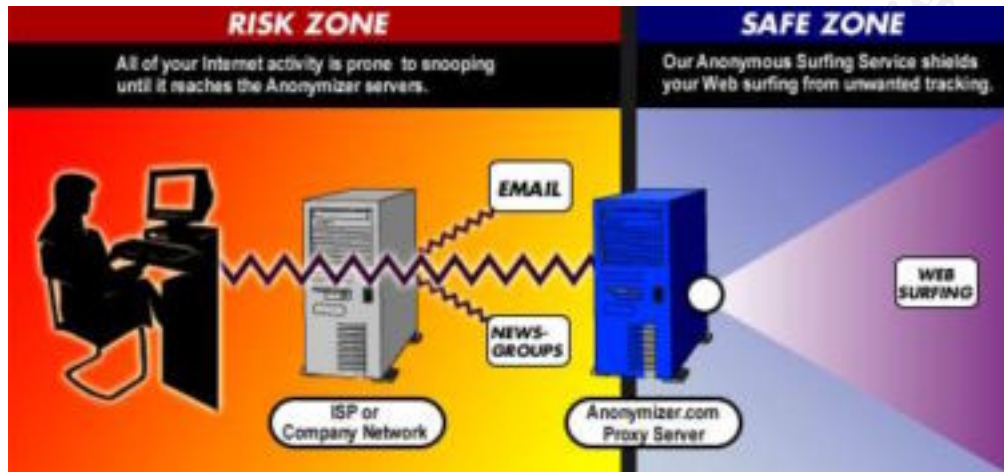 RISK ZONE
All of your Internet activity is prone to snooping
until it reaches the Anonymizer servers.
SAFE ZONE
Our Anonymous Surfing Service shields
your Web surfing from unwanted tracking.
EMAIL
NEWS-
GROUPS
WEB
SURFING
ISP or
Company Network
Anonymizer.com
Proxy Server